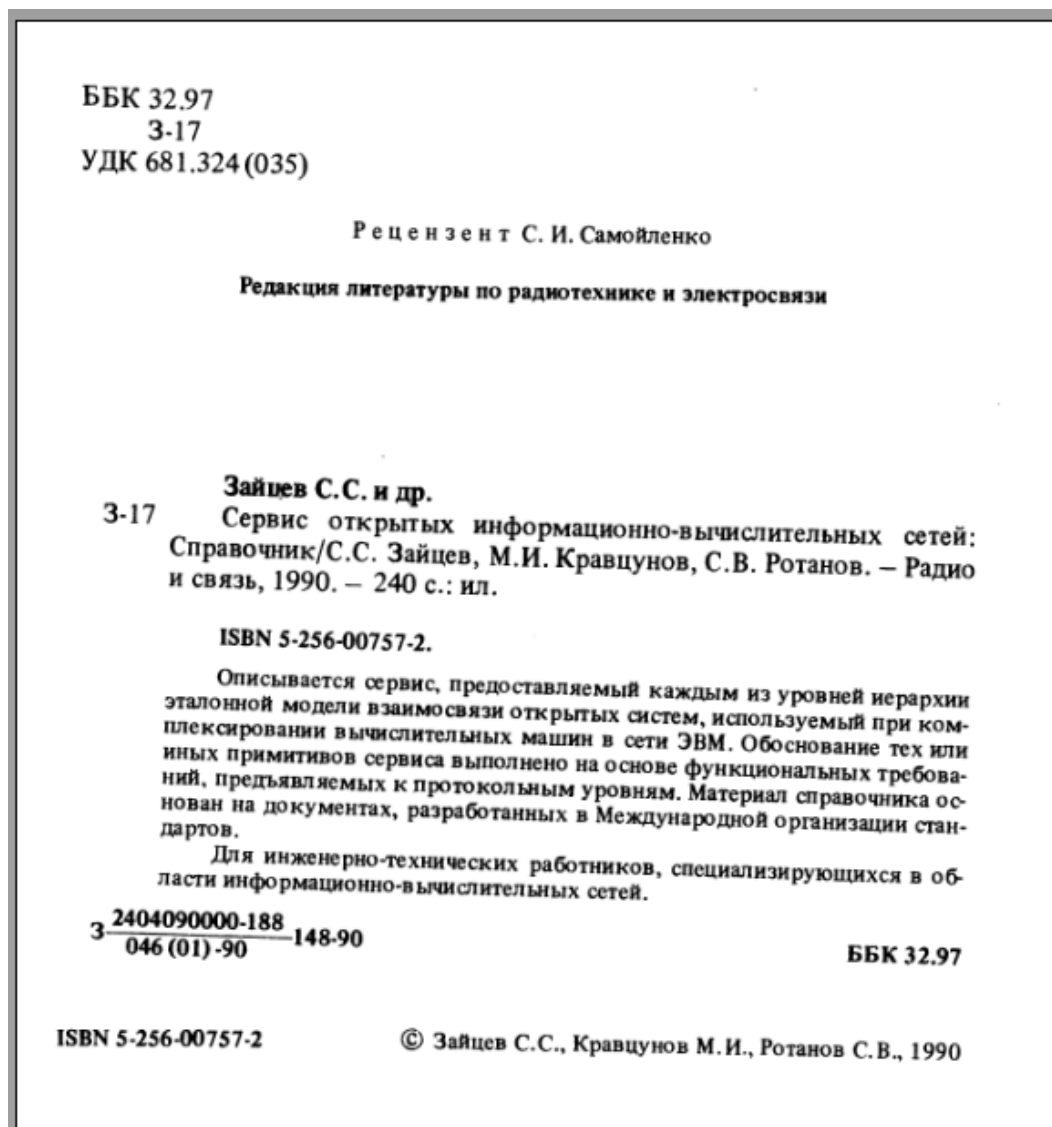 ББК 32.97
З-17
УДК 681.324 (035)
Рецензент С. И. Самойленко
Редакция литературы по радиотехнике и электросвязи
Зайцев С.С. и др.
З-17 Сервис открытых информационно-вычислительных сетей:
Справочник/С.С. Зайцев, М.И. Кравцунов, С.В. Ротанов. — Радио
и связь, 1990. — 240 с.: ил.
ISBN 5-256-00757-2.
Описывается сервис, предоставляемый каждым из уровней иерархии
эталонной модели взаимосвязи открытых систем, используемый при ком-
плексировании вычислительных машин в сети ЭВМ. Обоснование тех или
иных примитивов сервиса выполнено на основе функциональных требова-
ний, предъявляемых к протокольным уровням. Материал справочника ос-
нован на документах, разработанных в Международной организации стан-
дартов.
Для инженерно-технических работников, специализирующихся в об-
ласти информационно-вычислительных сетей.
2404090000-188
З 148-90
046 (01) -90
ББК 32.97
ISBN 5-256-00757-2 © Зайцев С.С., Кравцунов М.И., Ротанов С.В., 1990